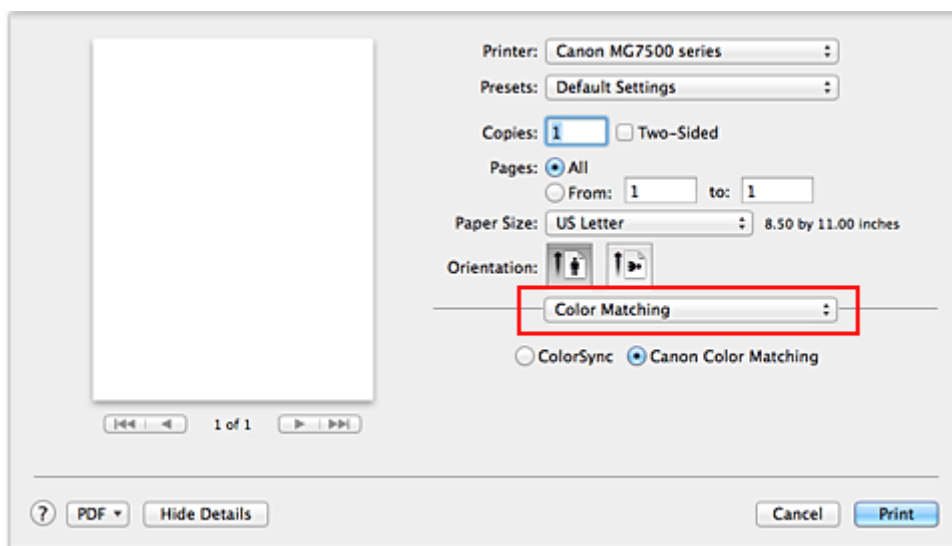 Printer: Canon MG7500 series
Presets: Default Settings
Copies: 1 Two-Sided
Pages: All
From: 1 to: 1
Paper Size: US Letter 8.50 by 11.00 inches
Orientation:
Color Matching
ColorSync Canon Color Matching
1 of 1
? PDF Hide Details Cancel Print